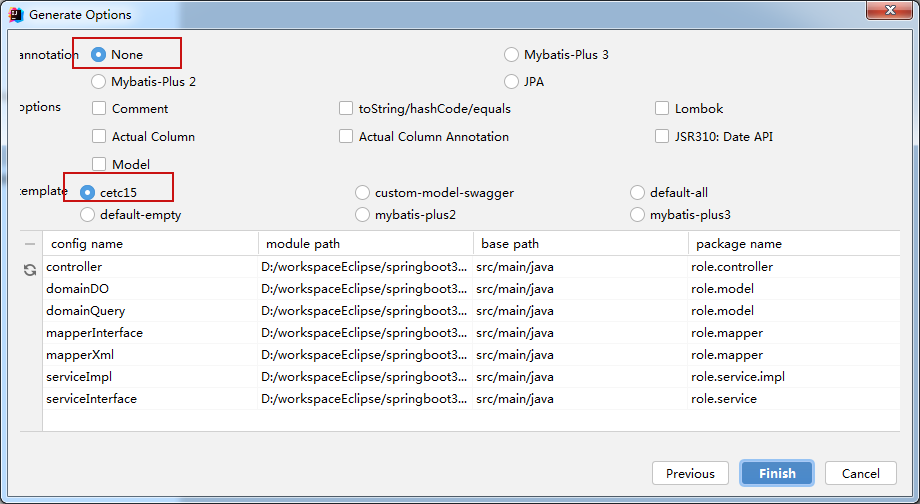 Generate Options
annotation None Mybatis-Plus 3
Mybatis-Plus 2 JPA
options Comment toString/hashCode/equals Lombok
Actual Column Actual Column Annotation JSR310: Date API
Model
template cetc15 custom-model-swagger default-all
default-empty mybatis-plus2 mybatis-plus3
config name module path base path package name
controller D:/workspaceEclipse/springboot3... src/main/java role.controller
domainDO D:/workspaceEclipse/springboot3... src/main/java role.model
domainQuery D:/workspaceEclipse/springboot3... src/main/java role.model
mapperInterface D:/workspaceEclipse/springboot3... src/main/java role.mapper
mapperXml D:/workspaceEclipse/springboot3... src/main/java role.mapper
serviceImpl D:/workspaceEclipse/springboot3... src/main/java role.service.impl
serviceInterface D:/workspaceEclipse/springboot3... src/main/java role.service
Previous Finish Cancel